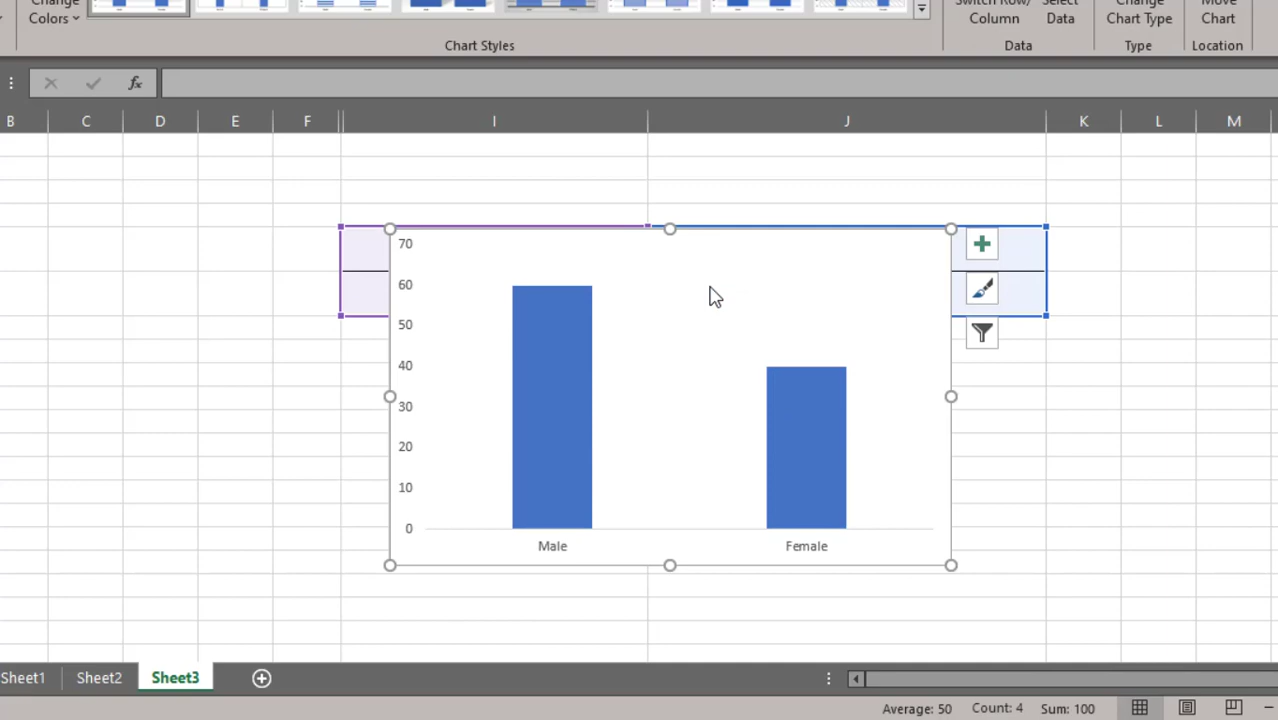 Change
Colors
Chart Styles
Switch Row/
Column
Select
Data
Data
Change
Chart Type
Type
Move
Chart
Location
fx
B C D E F I J K L M
70
60
50
40
30
20
10
0
Male Female
Sheet1 Sheet2 Sheet3
Average: 50 Count: 4 Sum: 100